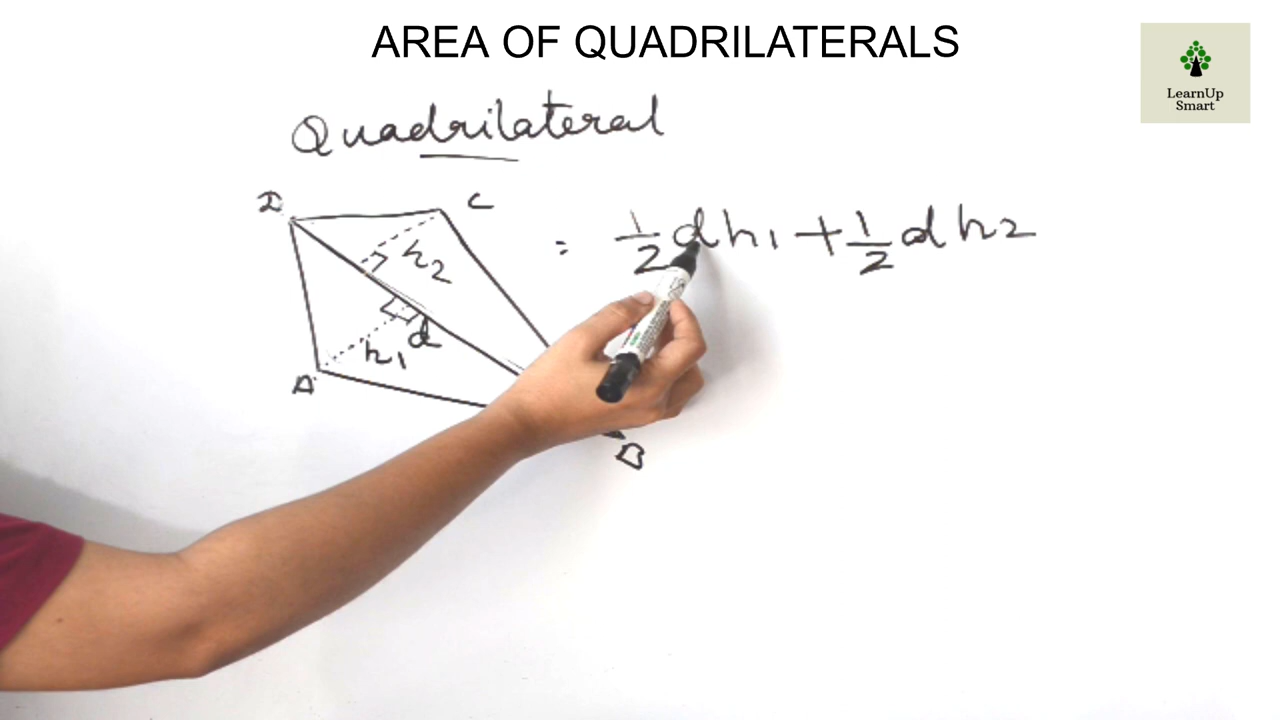 AREA OF QUADRILATERALS
LearnUp
Smart
Quadrilateral
D
C
= 1/2 d h1 + 1/2 d h2
h2
d
h1
A
B